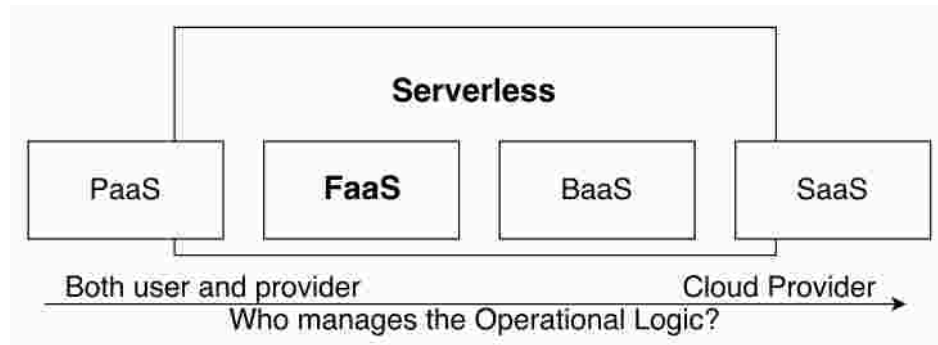 Serverless
PaaS
FaaS
BaaS
SaaS
Both user and provider
Cloud Provider
Who manages the Operational Logic?